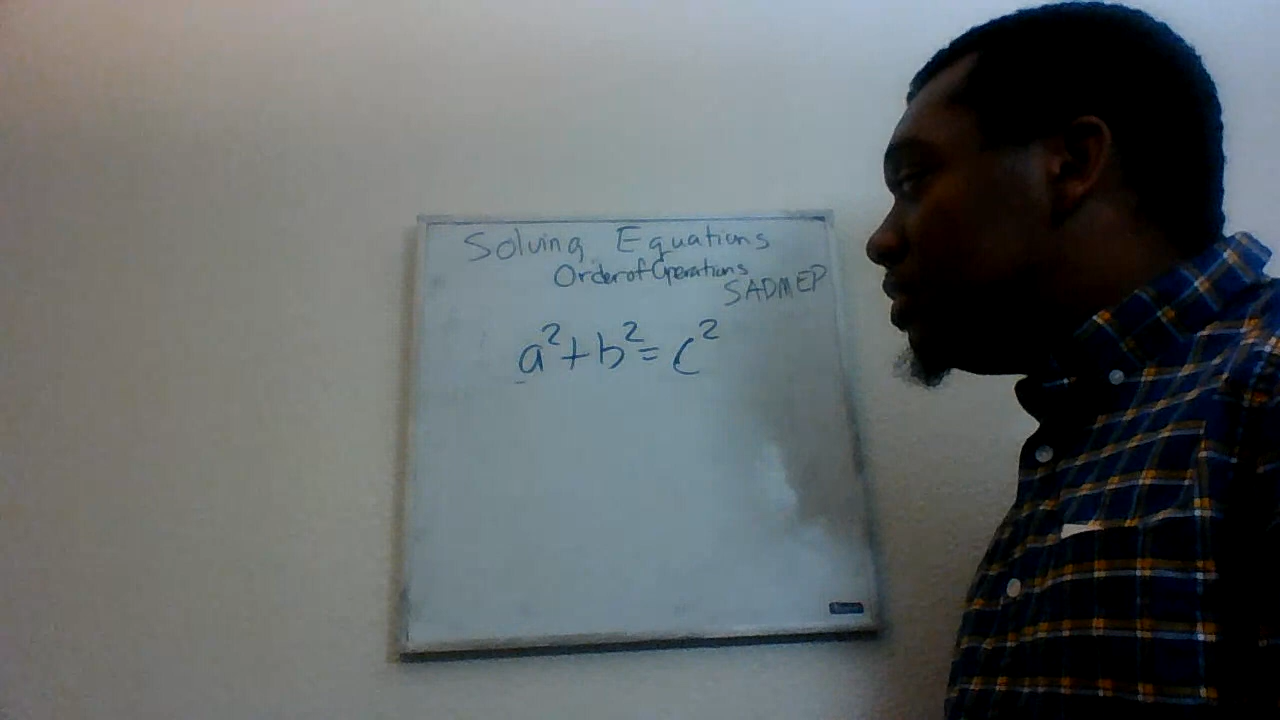 Solving Equations
Order of Operations
SADMEP
a²+b²=c²